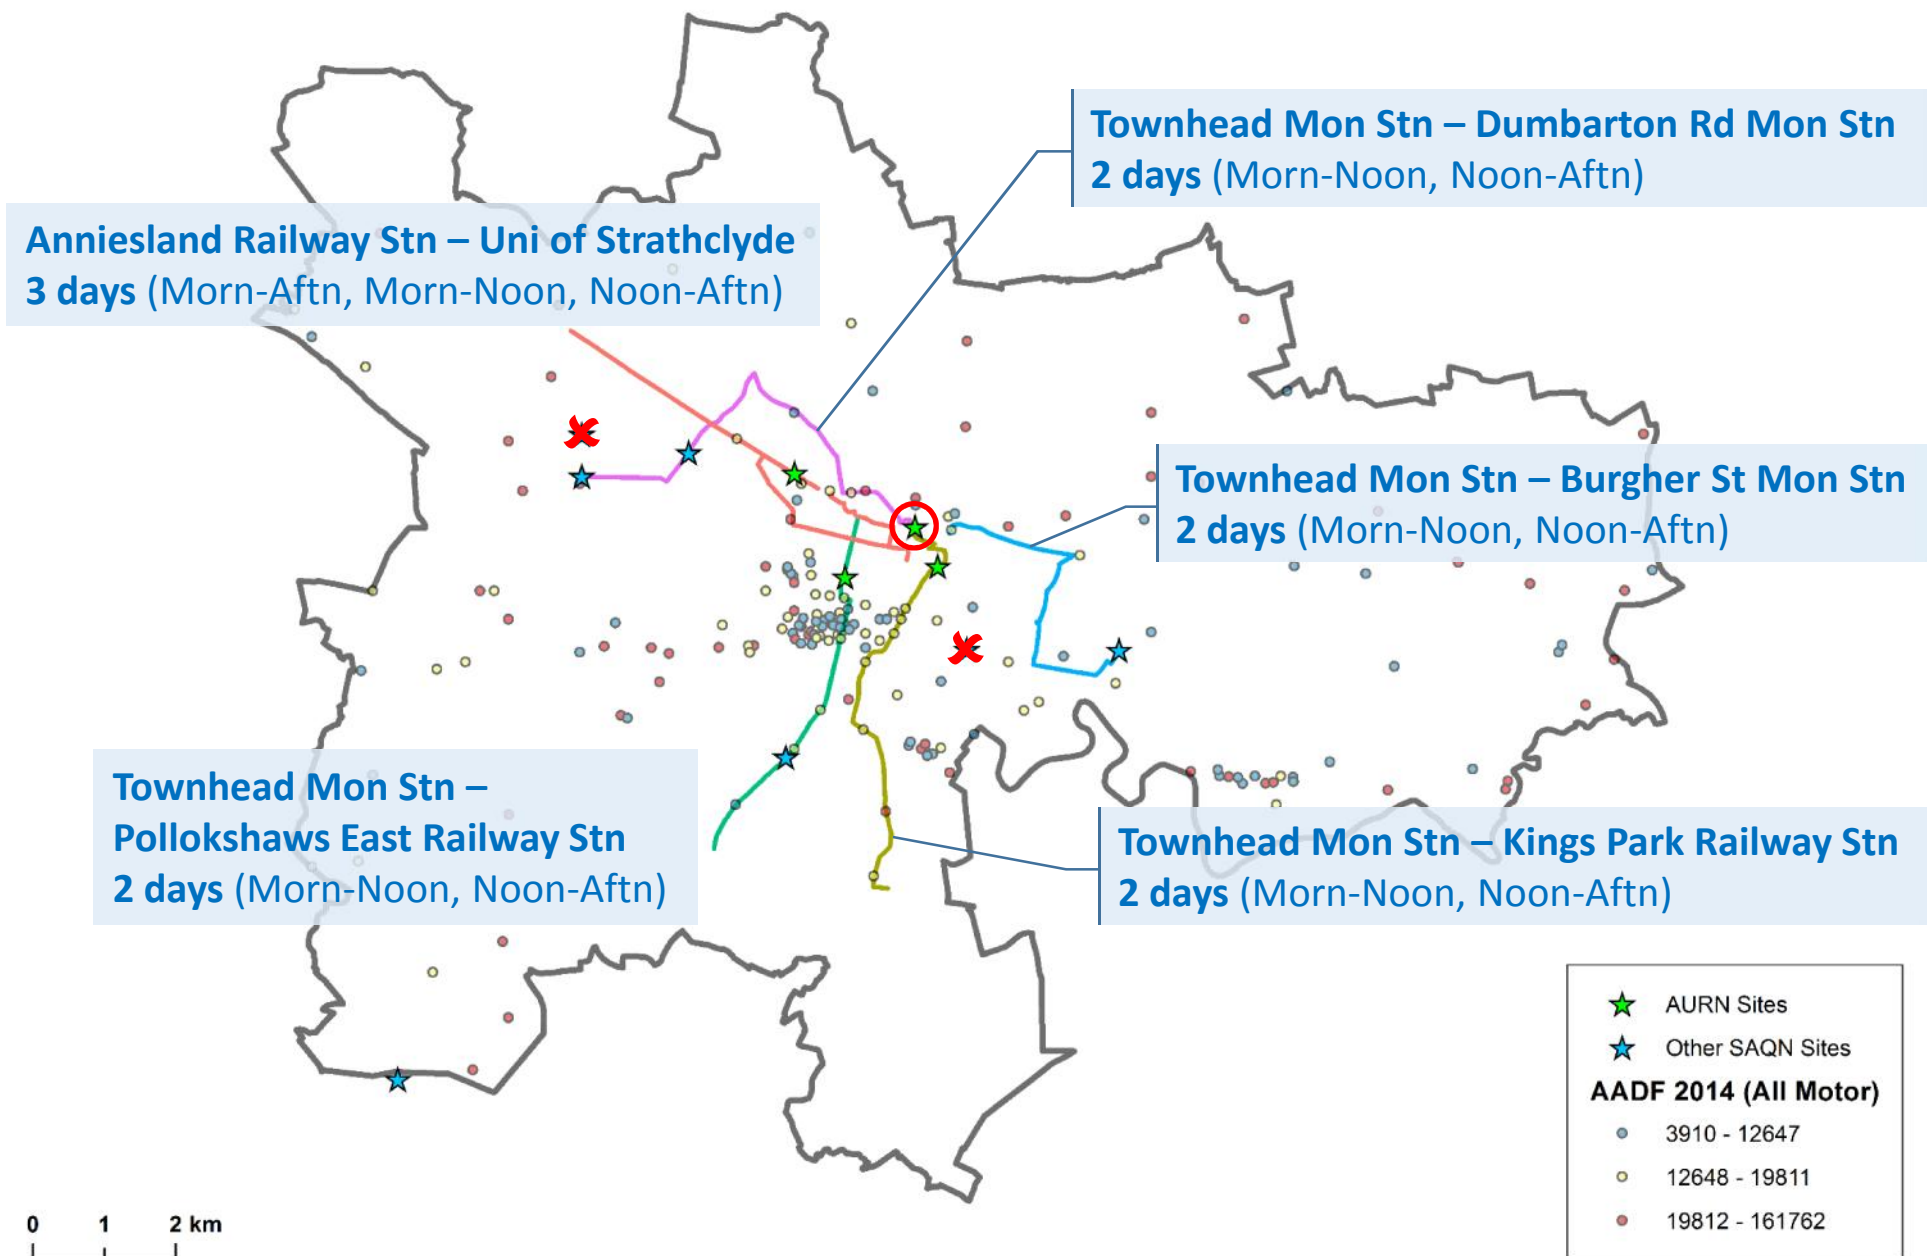 Townhead Mon Stn – Dumbarton Rd Mon Stn
2 days (Morn-Noon, Noon-Aftn)
Anniesland Railway Stn – Uni of Strathclyde
3 days (Morn-Aftn, Morn-Noon, Noon-Aftn)
Townhead Mon Stn – Burgher St Mon Stn
2 days (Morn-Noon, Noon-Aftn)
Townhead Mon Stn –
Pollokshaws East Railway Stn
2 days (Morn-Noon, Noon-Aftn)
Townhead Mon Stn – Kings Park Railway Stn
2 days (Morn-Noon, Noon-Aftn)
AURN Sites
Other SAQN Sites
AADF 2014 (All Motor)
3910 - 12647
12648 - 19811
19812 - 161762
0 1 2 km